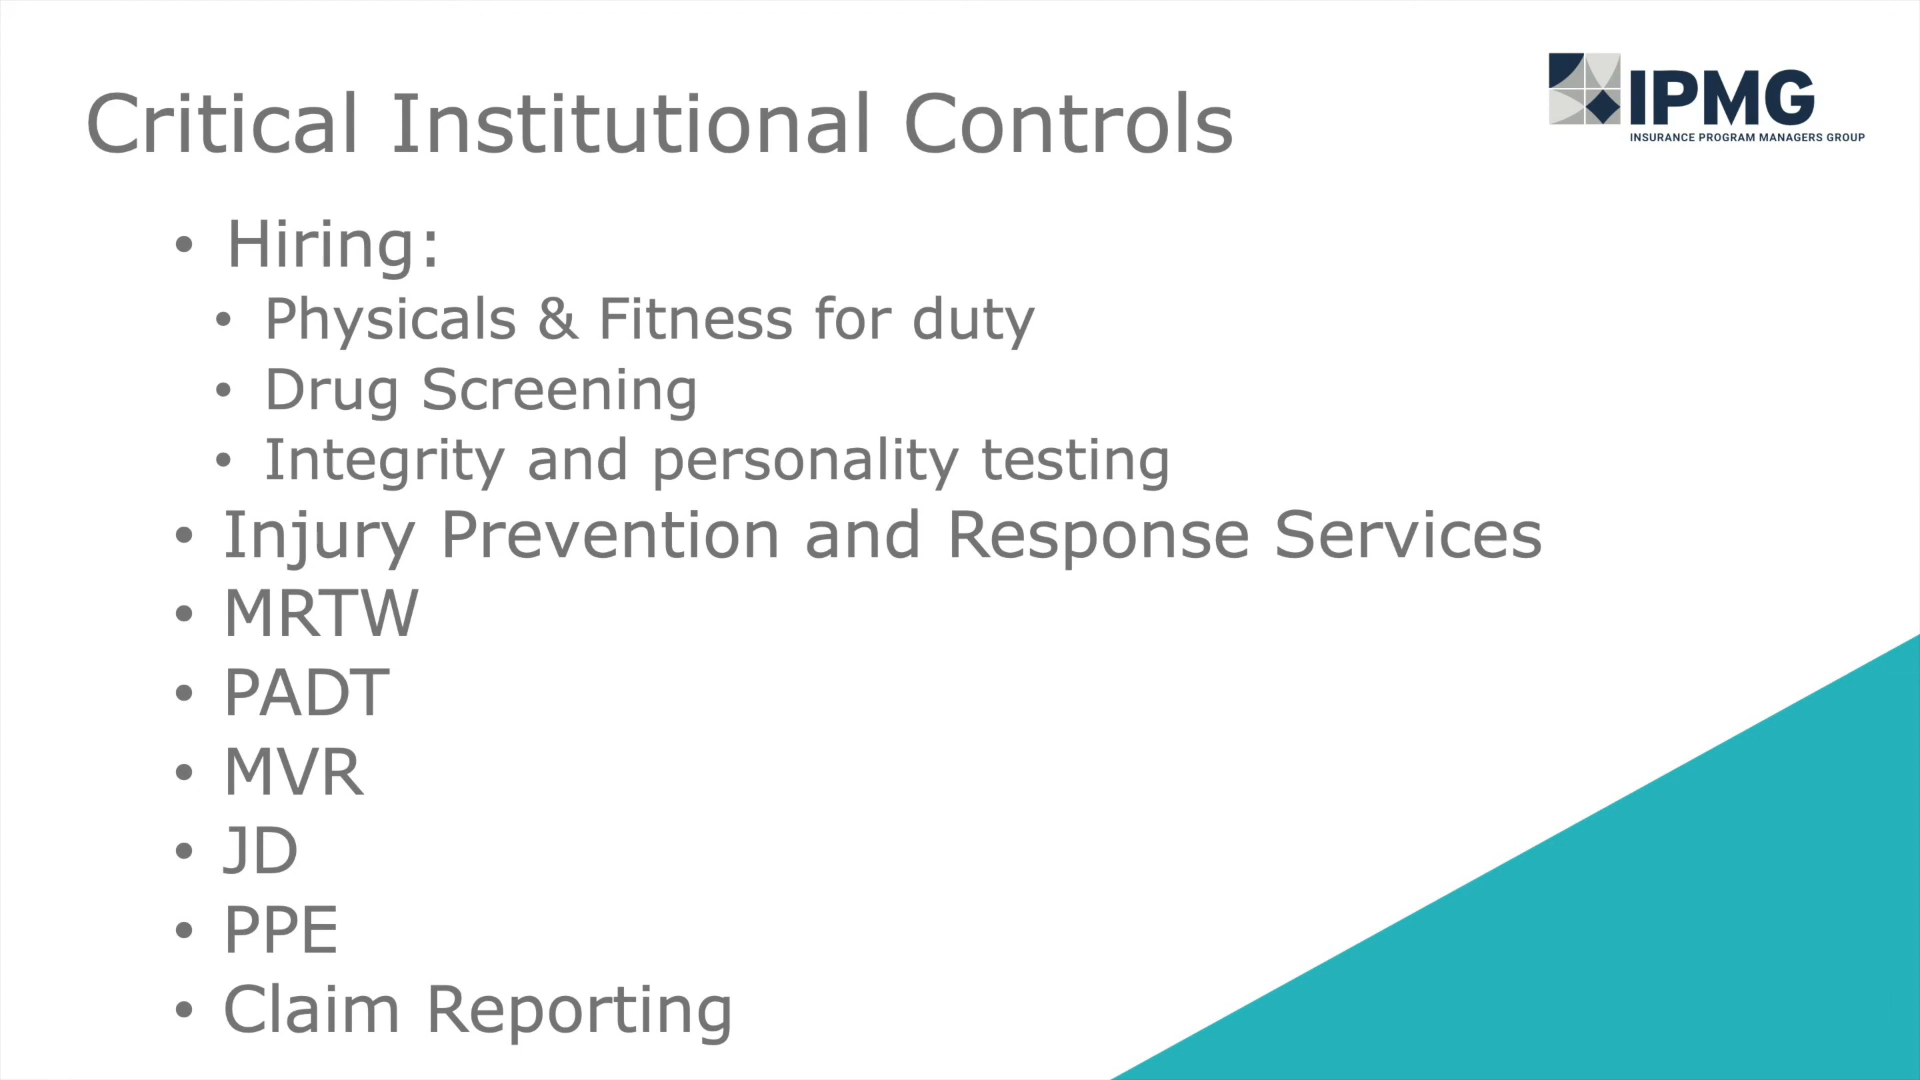 IPMG
INSURANCE PROGRAM MANAGERS GROUP
Critical Institutional Controls
• Hiring:
• Physicals & Fitness for duty
• Drug Screening
• Integrity and personality testing
• Injury Prevention and Response Services
• MRTW
• PADT
• MVR
• JD
• PPE
• Claim Reporting